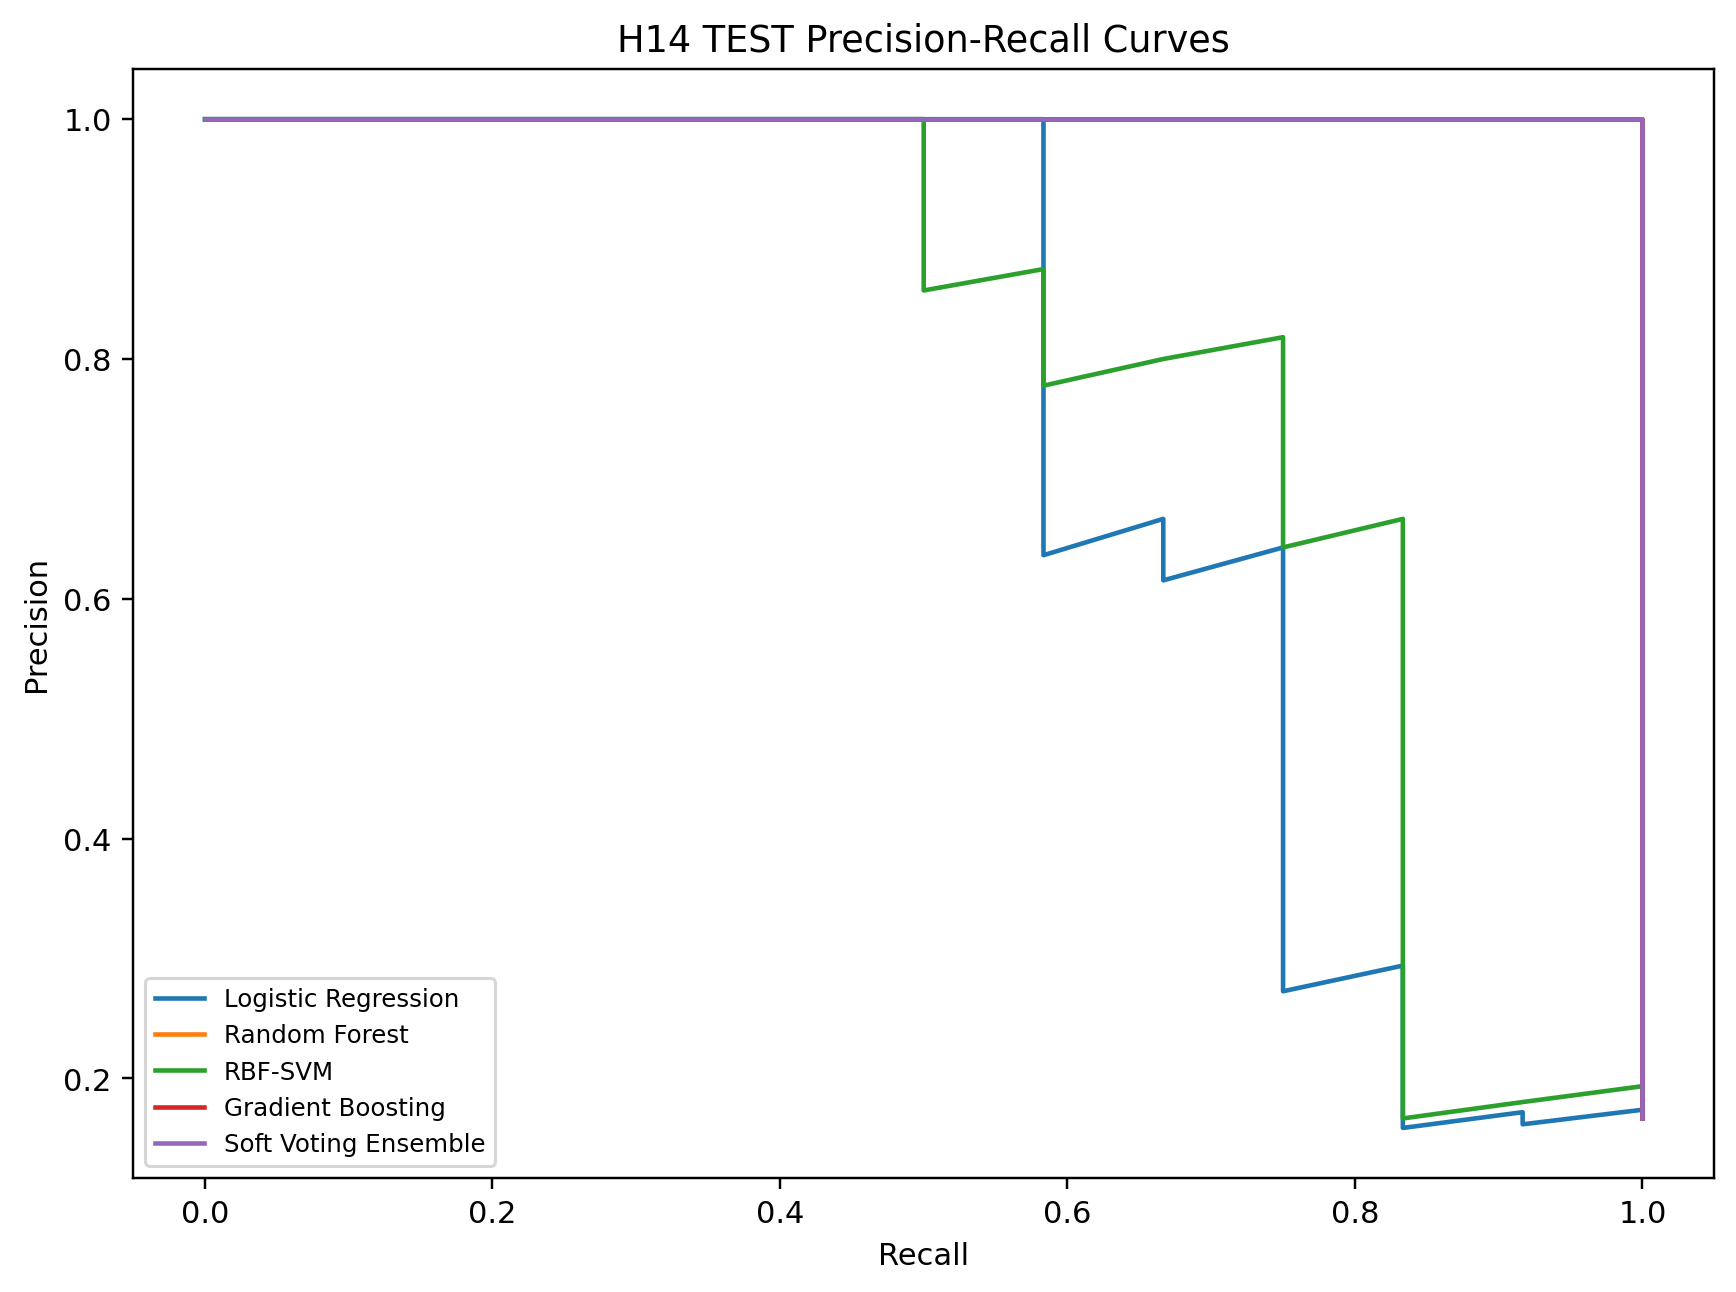 H14 TEST Precision-Recall Curves
1.0
0.8
0.6
0.4
0.2
Precision
Logistic Regression
Random Forest
RBF-SVM
Gradient Boosting
Soft Voting Ensemble
0.0 0.2 0.4 0.6 0.8 1.0
Recall